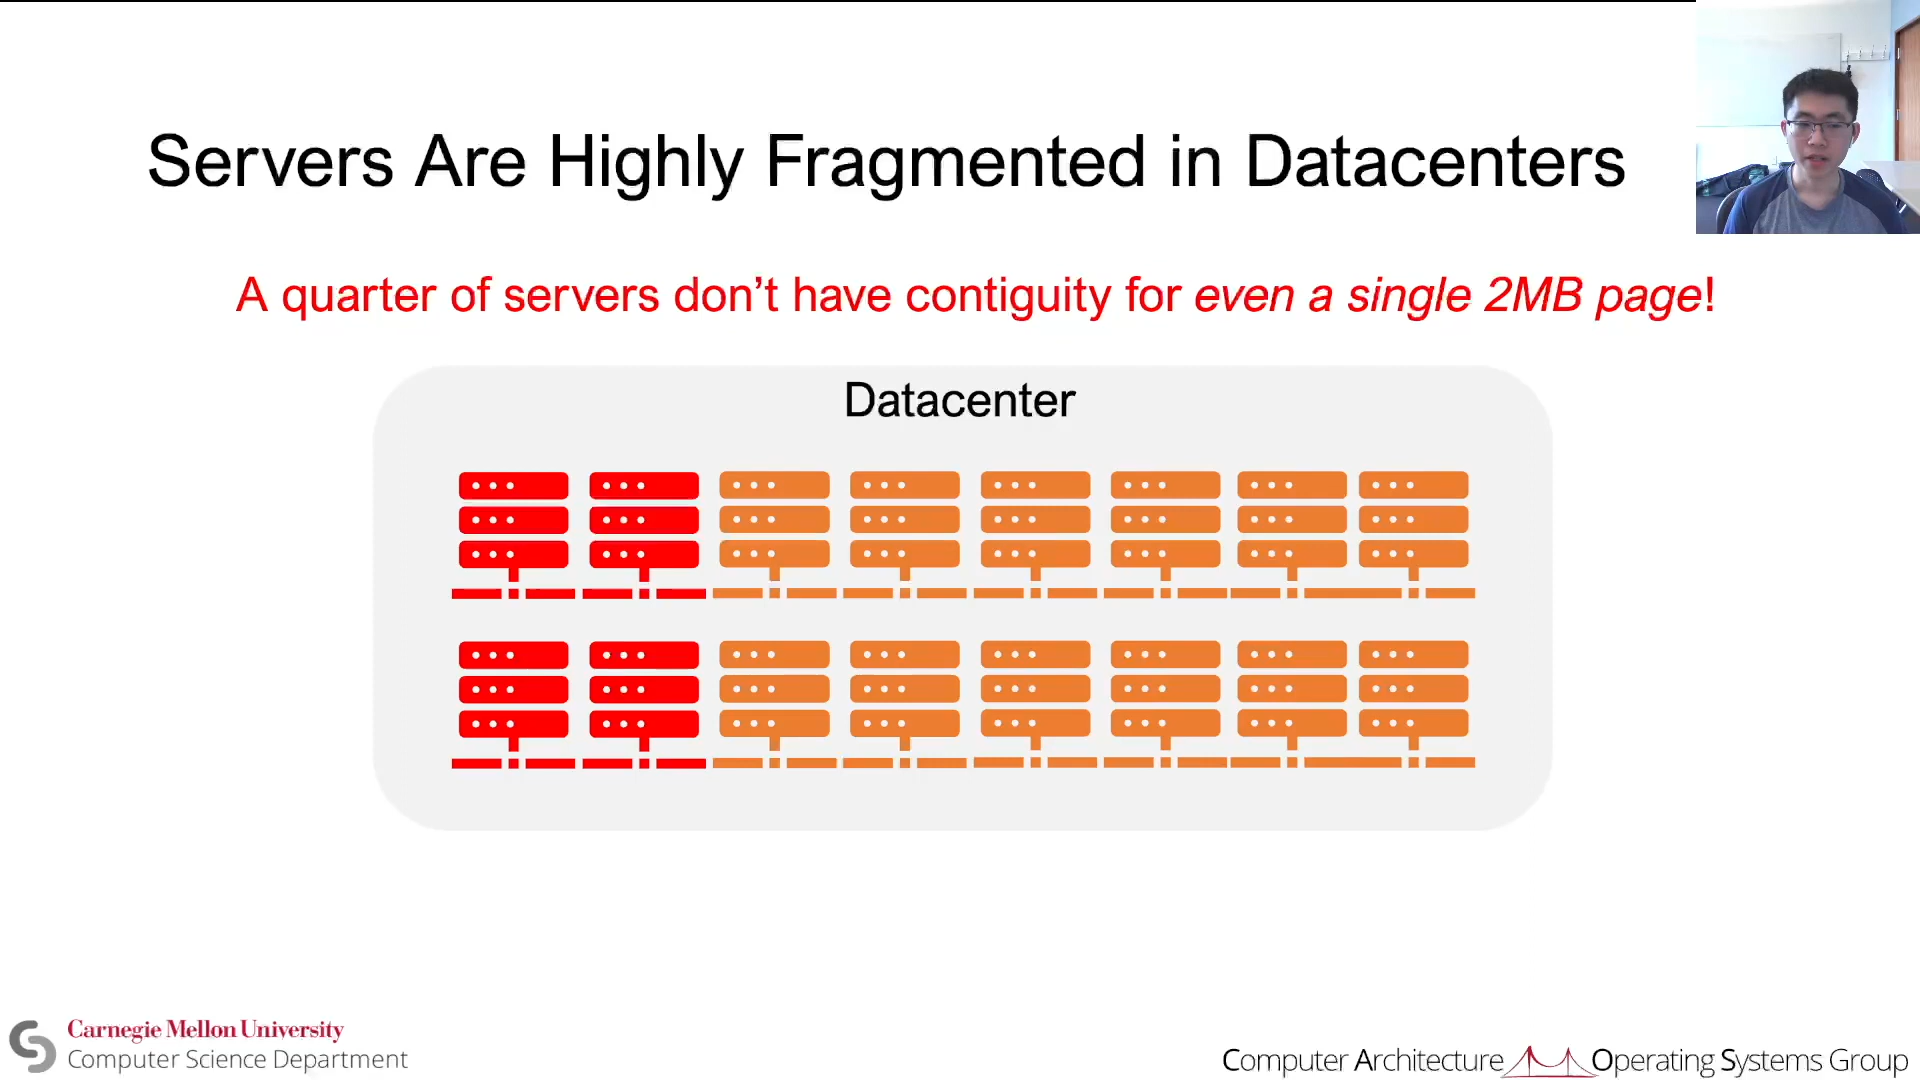 Servers Are Highly Fragmented in Datacenters
A quarter of servers don’t have contiguity for even a single 2MB page!
Datacenter
Carnegie Mellon University
Computer Science Department
Computer Architecture Operating Systems Group